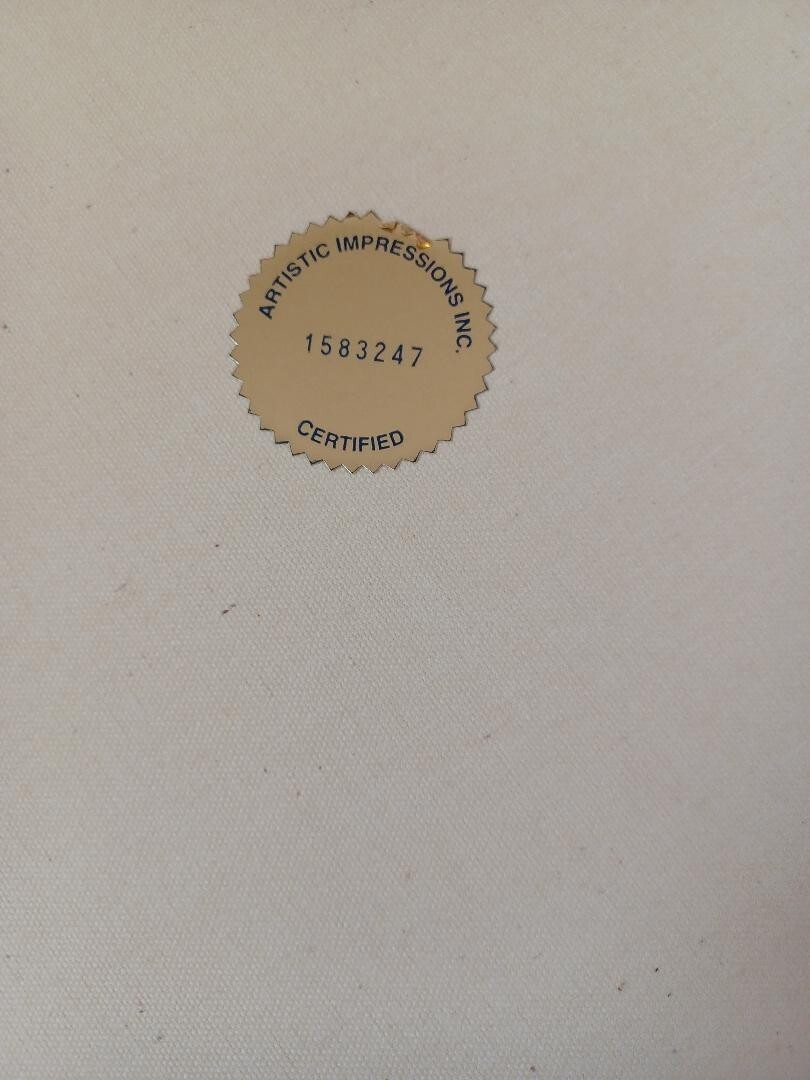 ARTISTIC IMPRESSIONS INC.
1583247
CERTIFIED